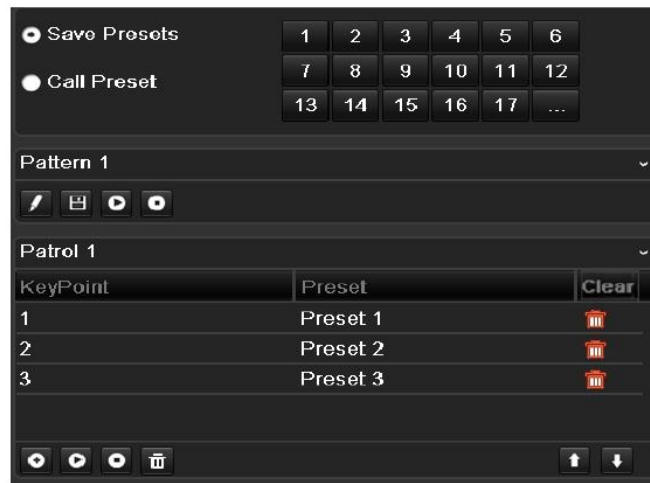 Save Presets
1 2 3 4 5 6
Call Preset
7 8 9 10 11 12
13 14 15 16 17 ...
Pattern 1
Patrol 1
KeyPoint Preset Clear
1 Preset 1
2 Preset 2
3 Preset 3